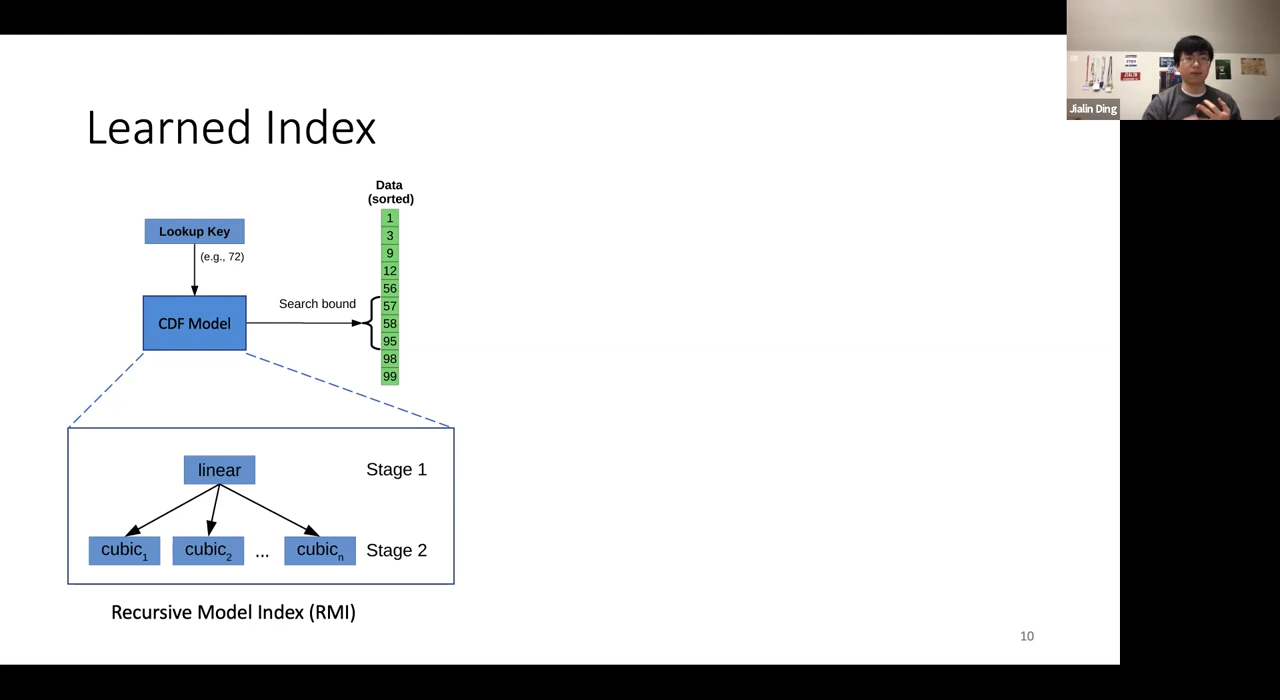 Jialin Ding
Learned Index
Data
(sorted)
Lookup Key
(e.g., 72)
CDF Model
Search bound
1
3
9
12
56
57
58
95
98
99
linear
Stage 1
cubic1
cubic2
...
cubicn
Stage 2
Recursive Model Index (RMI)
10